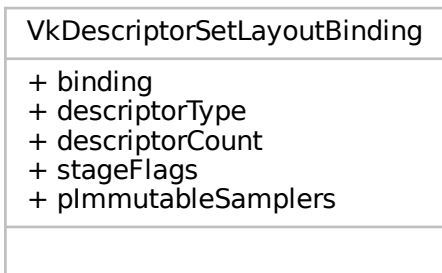 VkDescriptorSetLayoutBinding
+ binding
+ descriptorType
+ descriptorCount
+ stageFlags
+ pImmutableSamplers